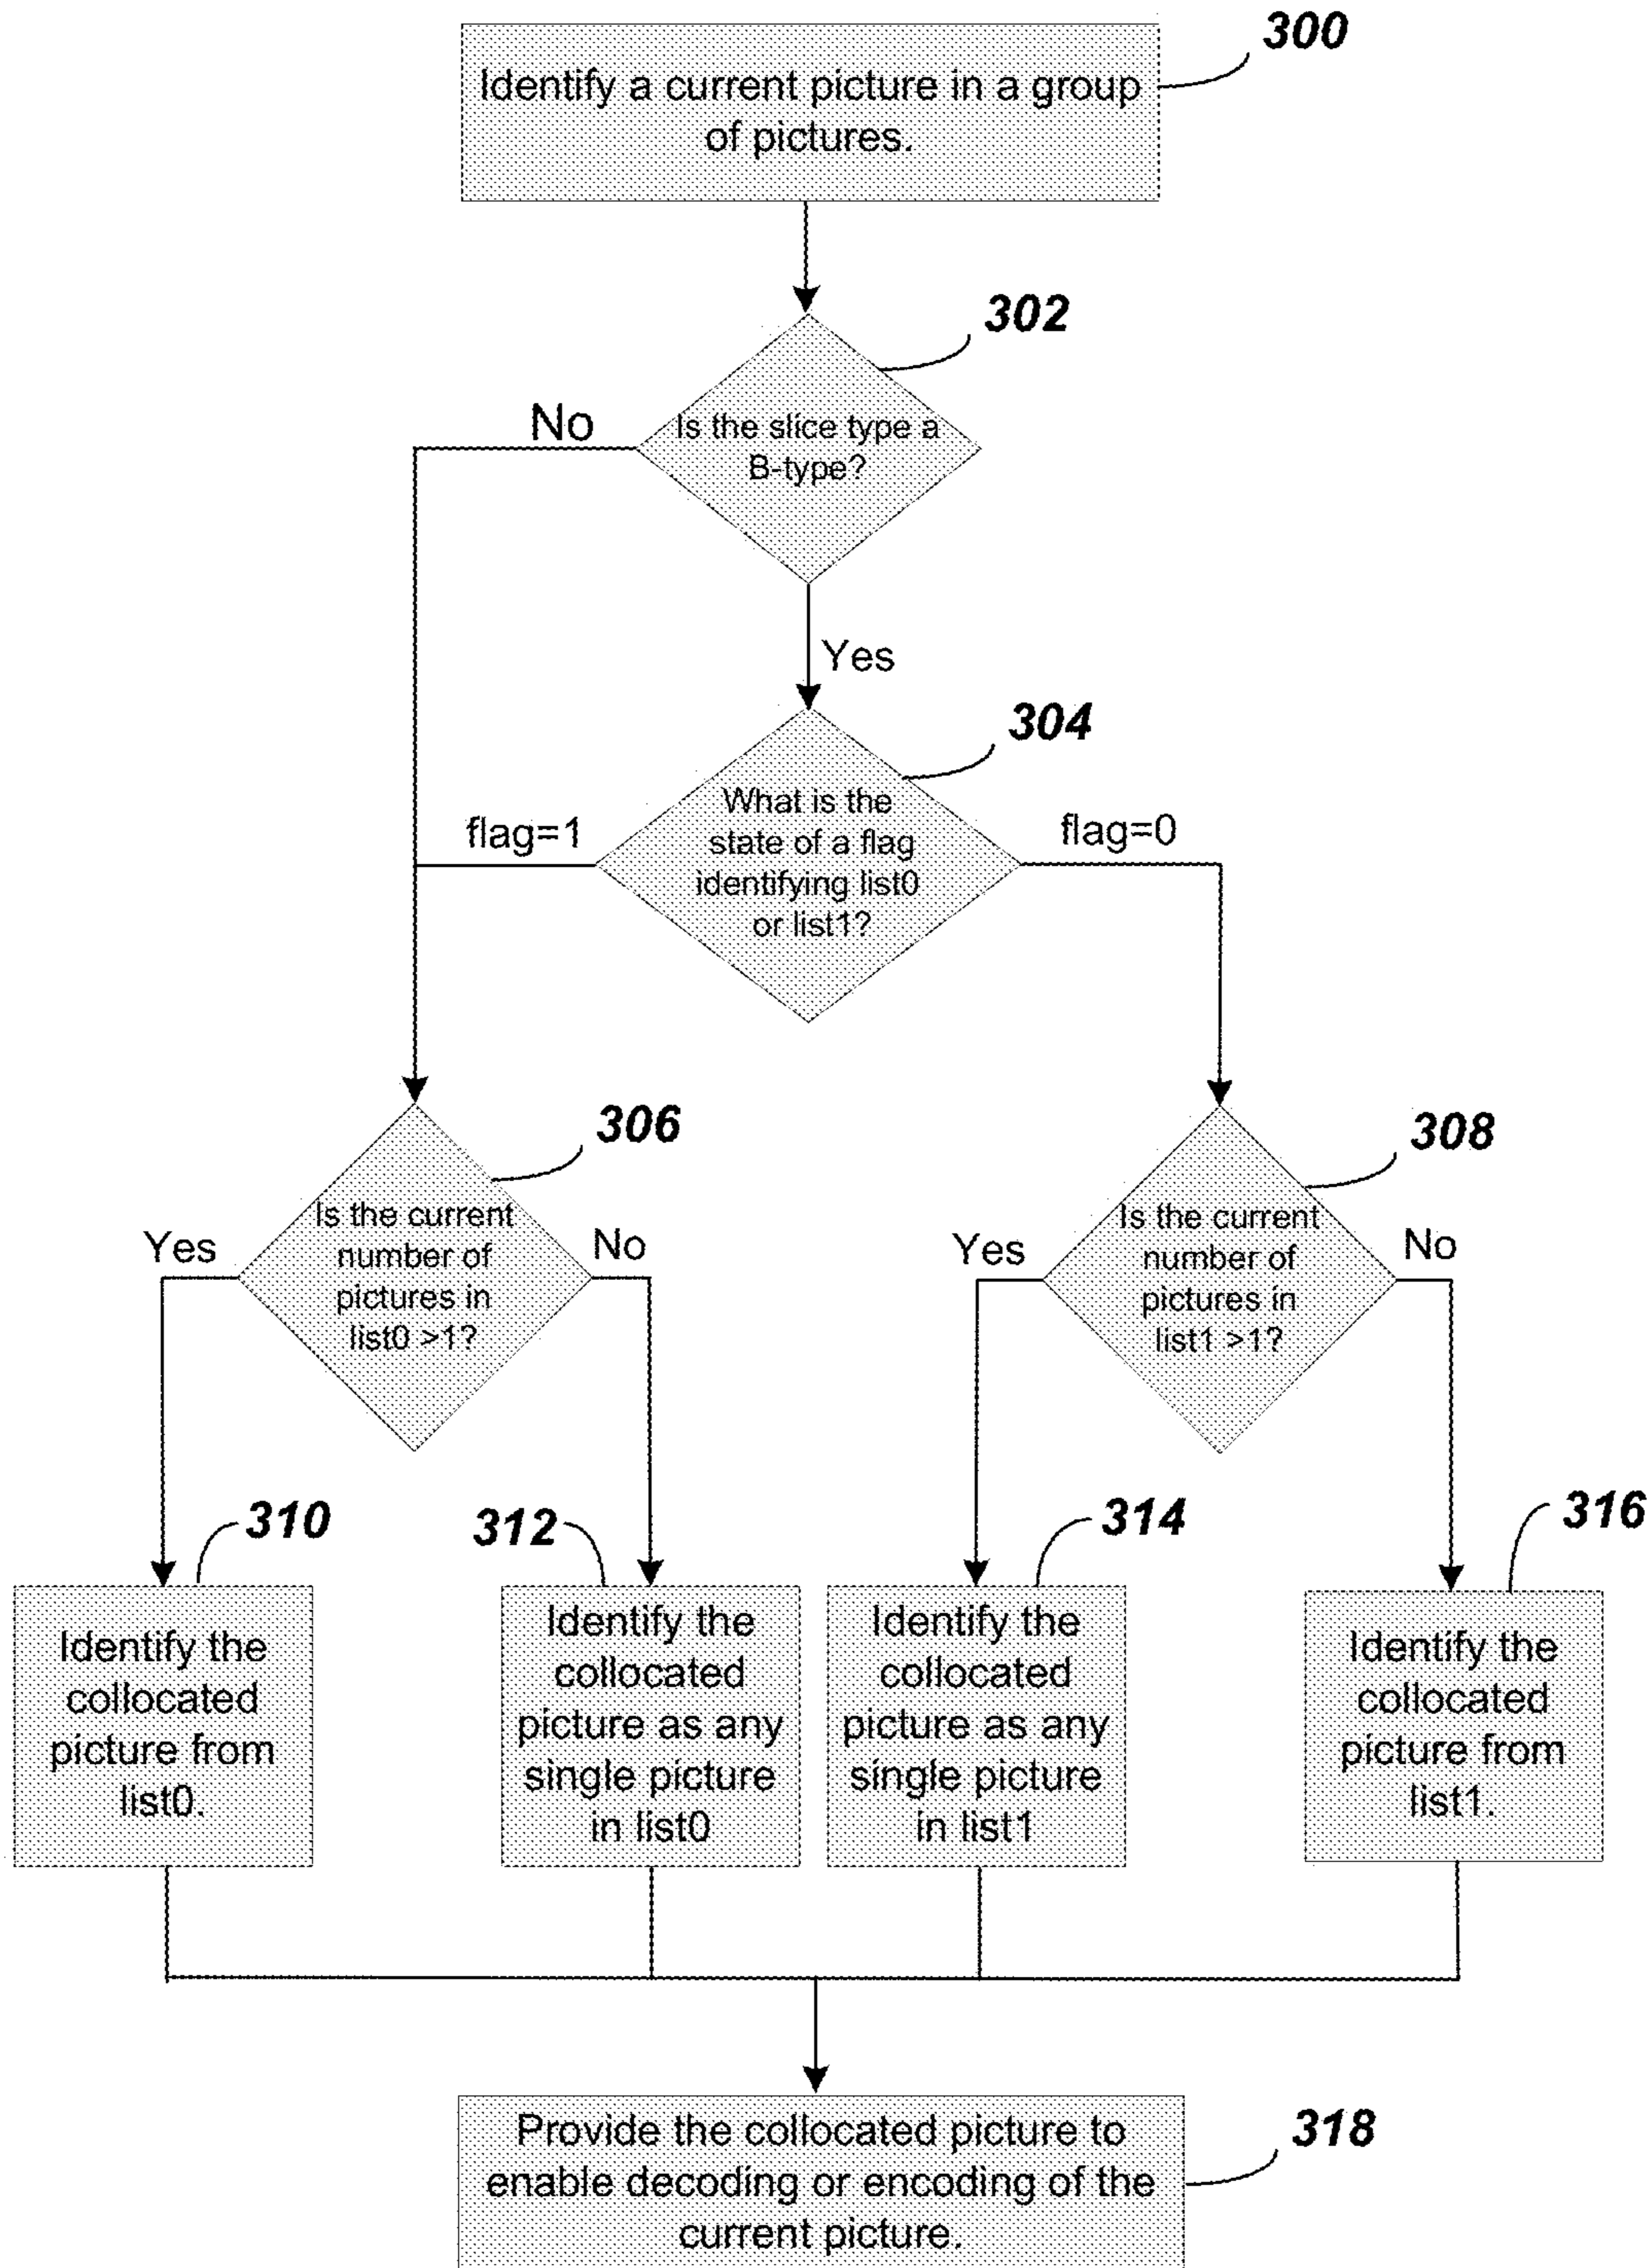 300
Identify a current picture in a group
of pictures.
302
No
Is the slice type a
B-type?
Yes
304
flag=1
What is the
state of a flag
identifying list0
or list1?
flag=0
306
308
Yes
Is the current
number of
pictures in
list0 >1?
No
Yes
Is the current
number of
pictures in
list1 >1?
No
310
312
314
316
Identify the
collocated
picture from
list0.
Identify the
collocated
picture as any
single picture
in list0
Identify the
collocated
picture as any
single picture
in list1
Identify the
collocated
picture from
list1.
Provide the collocated picture to
enable decoding or encoding of the
current picture.
318